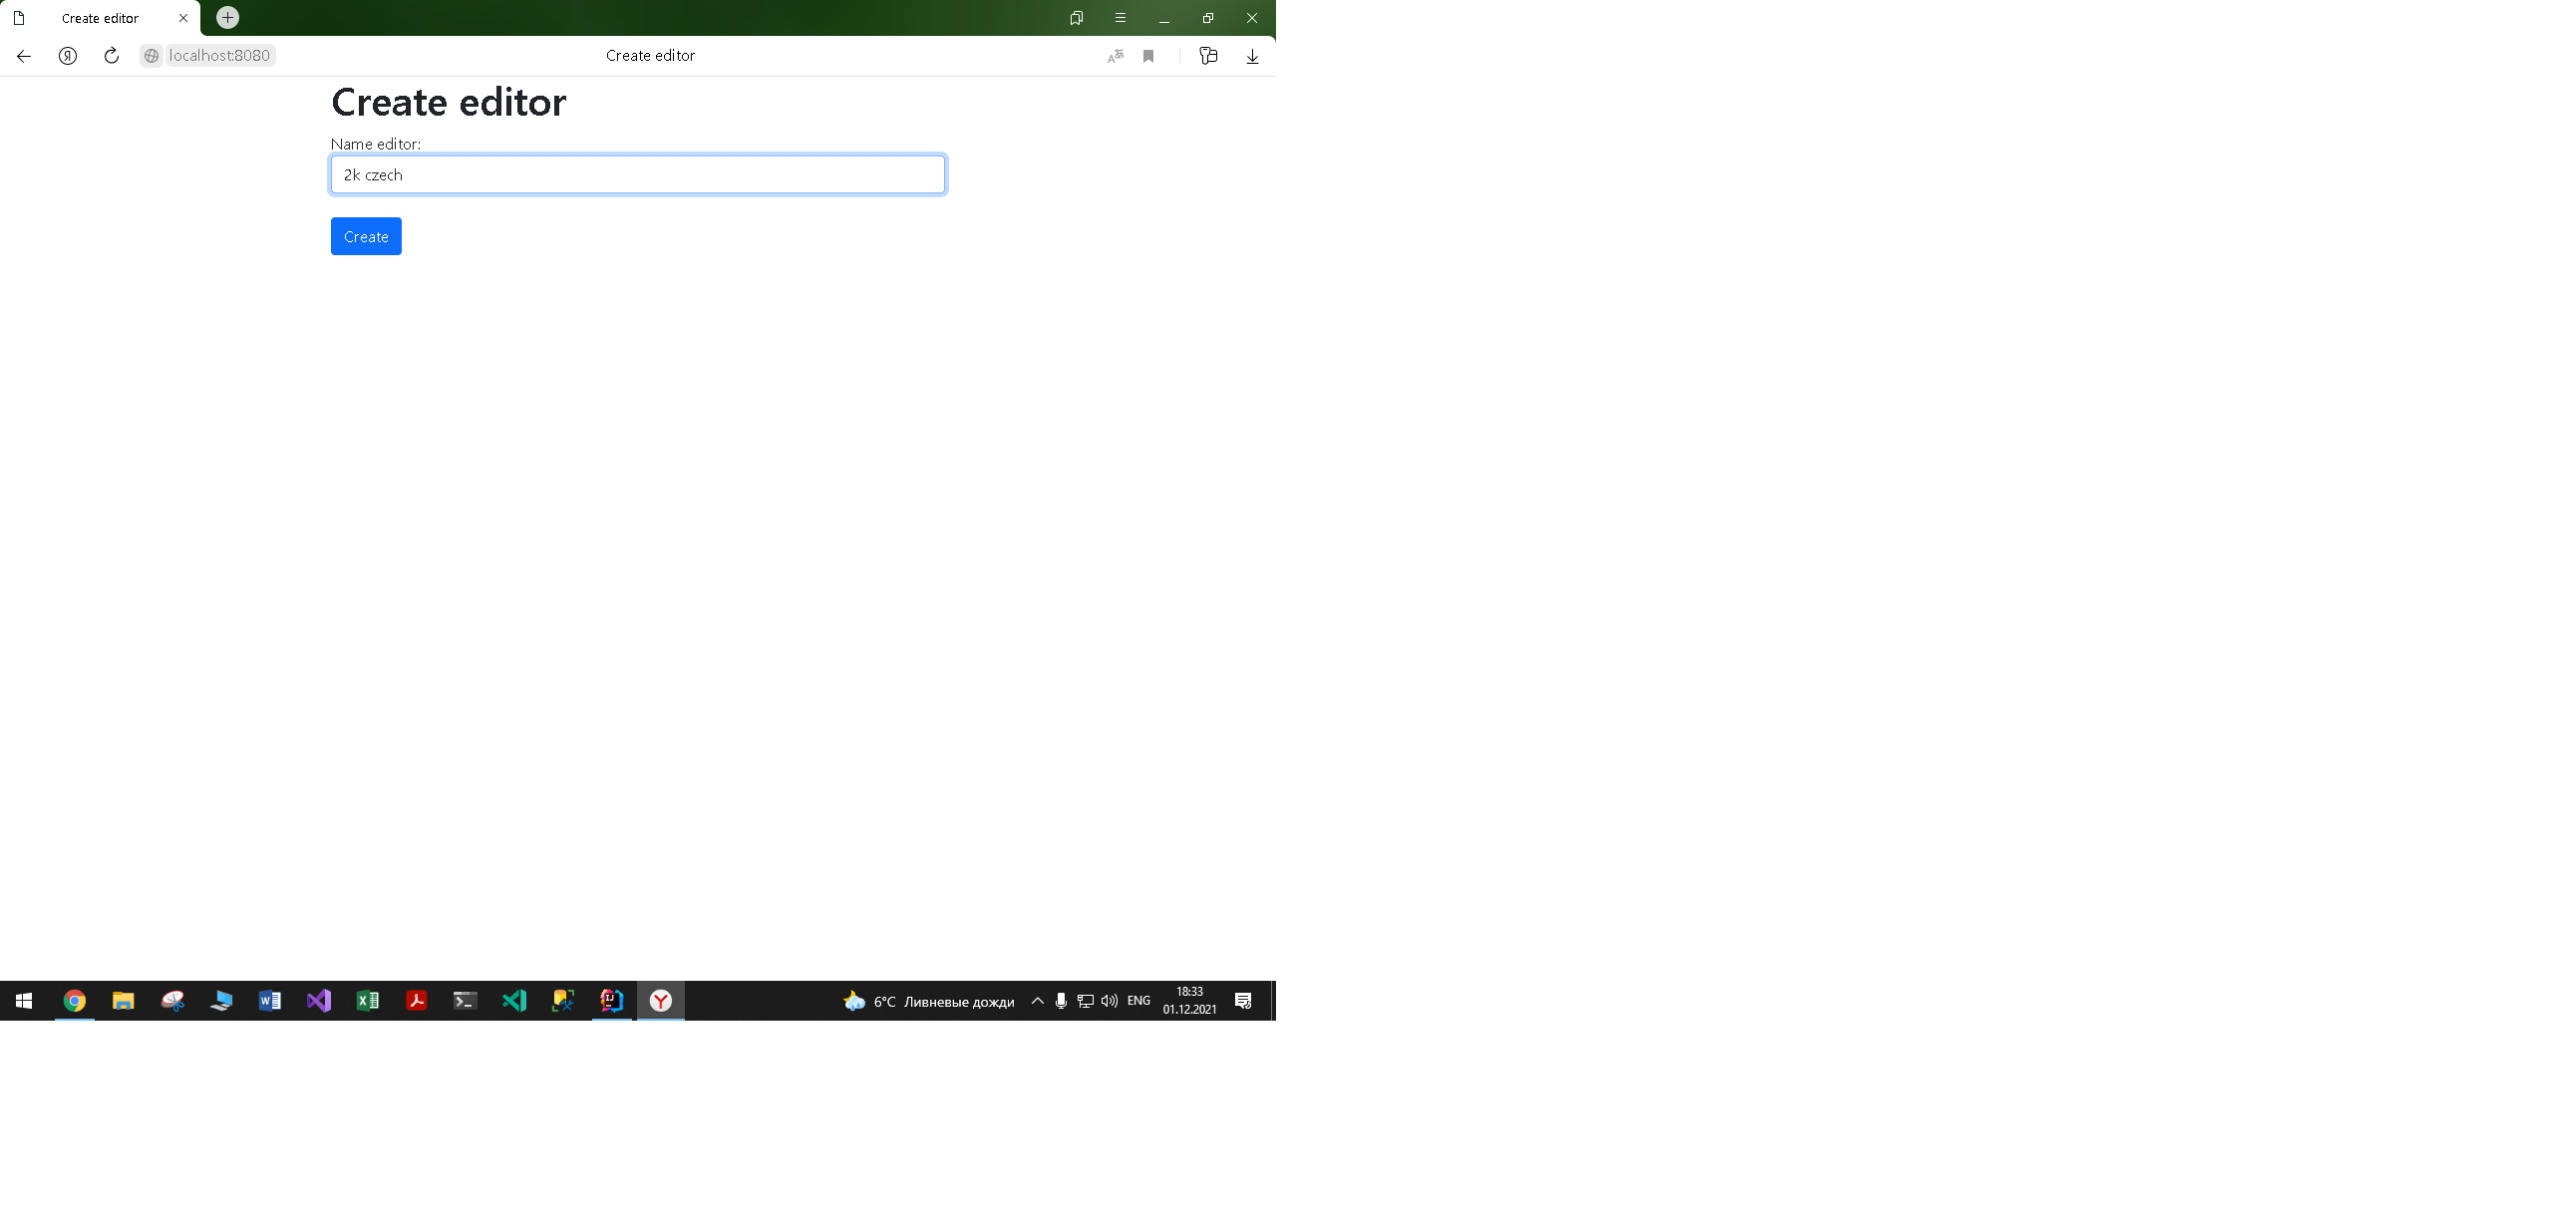 Create editor
localhost:8080
Create editor
Create editor
Name editor:
2k czech
Create
6°C Ливневые дожди
ENG
18:33
01.12.2021